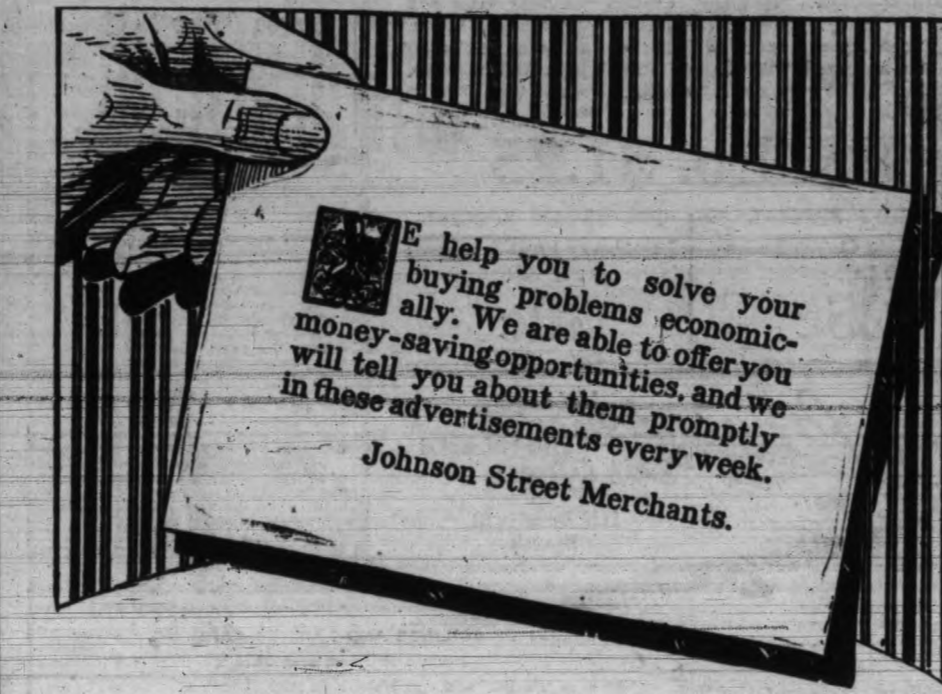 WE help you to solve your
buying problems economic-
ally. We are able to offer you
money-saving opportunities, and we
will tell you about them promptly
in these advertisements every week.
Johnson Street Merchants.